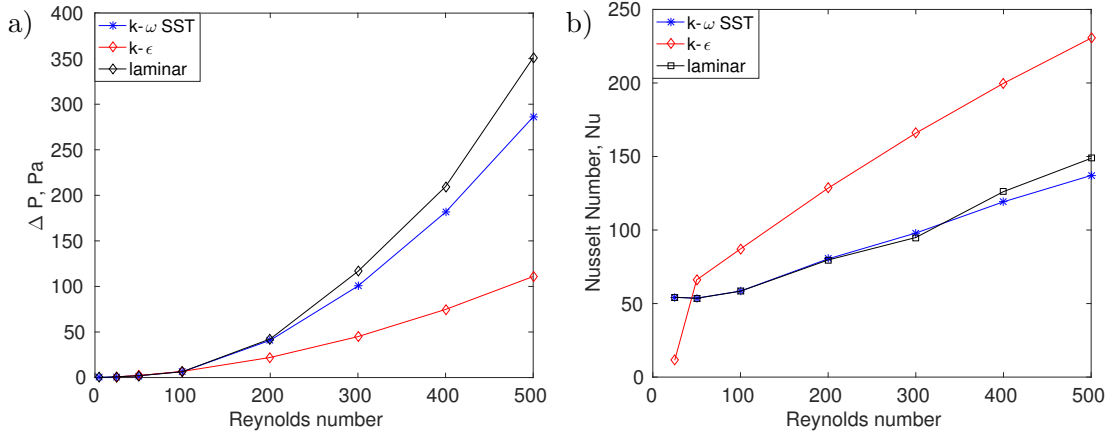 a)
k-ω SST
k-ϵ
laminar
400
350
300
250
200
150
100
50
0
Δ P, Pa
0 100 200 300 400 500
Reynolds number
b)
k-ω SST
k-ϵ
laminar
250
200
150
100
50
0
Nusselt Number, Nu
0 100 200 300 400 500
Reynolds number